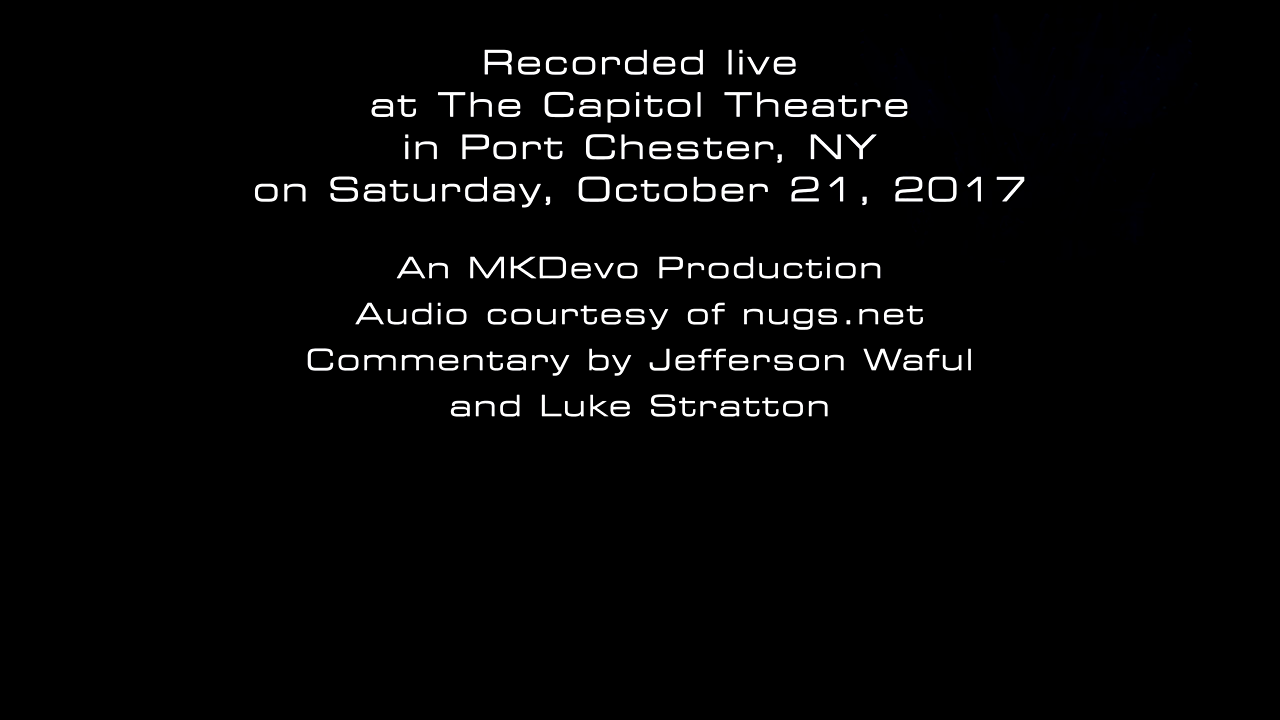 Recorded live
at The Capitol Theatre
in Port Chester, NY
on Saturday, October 21, 2017
An MKDevo Production
Audio courtesy of nugs.net
Commentary by Jefferson Waful
and Luke Stratton